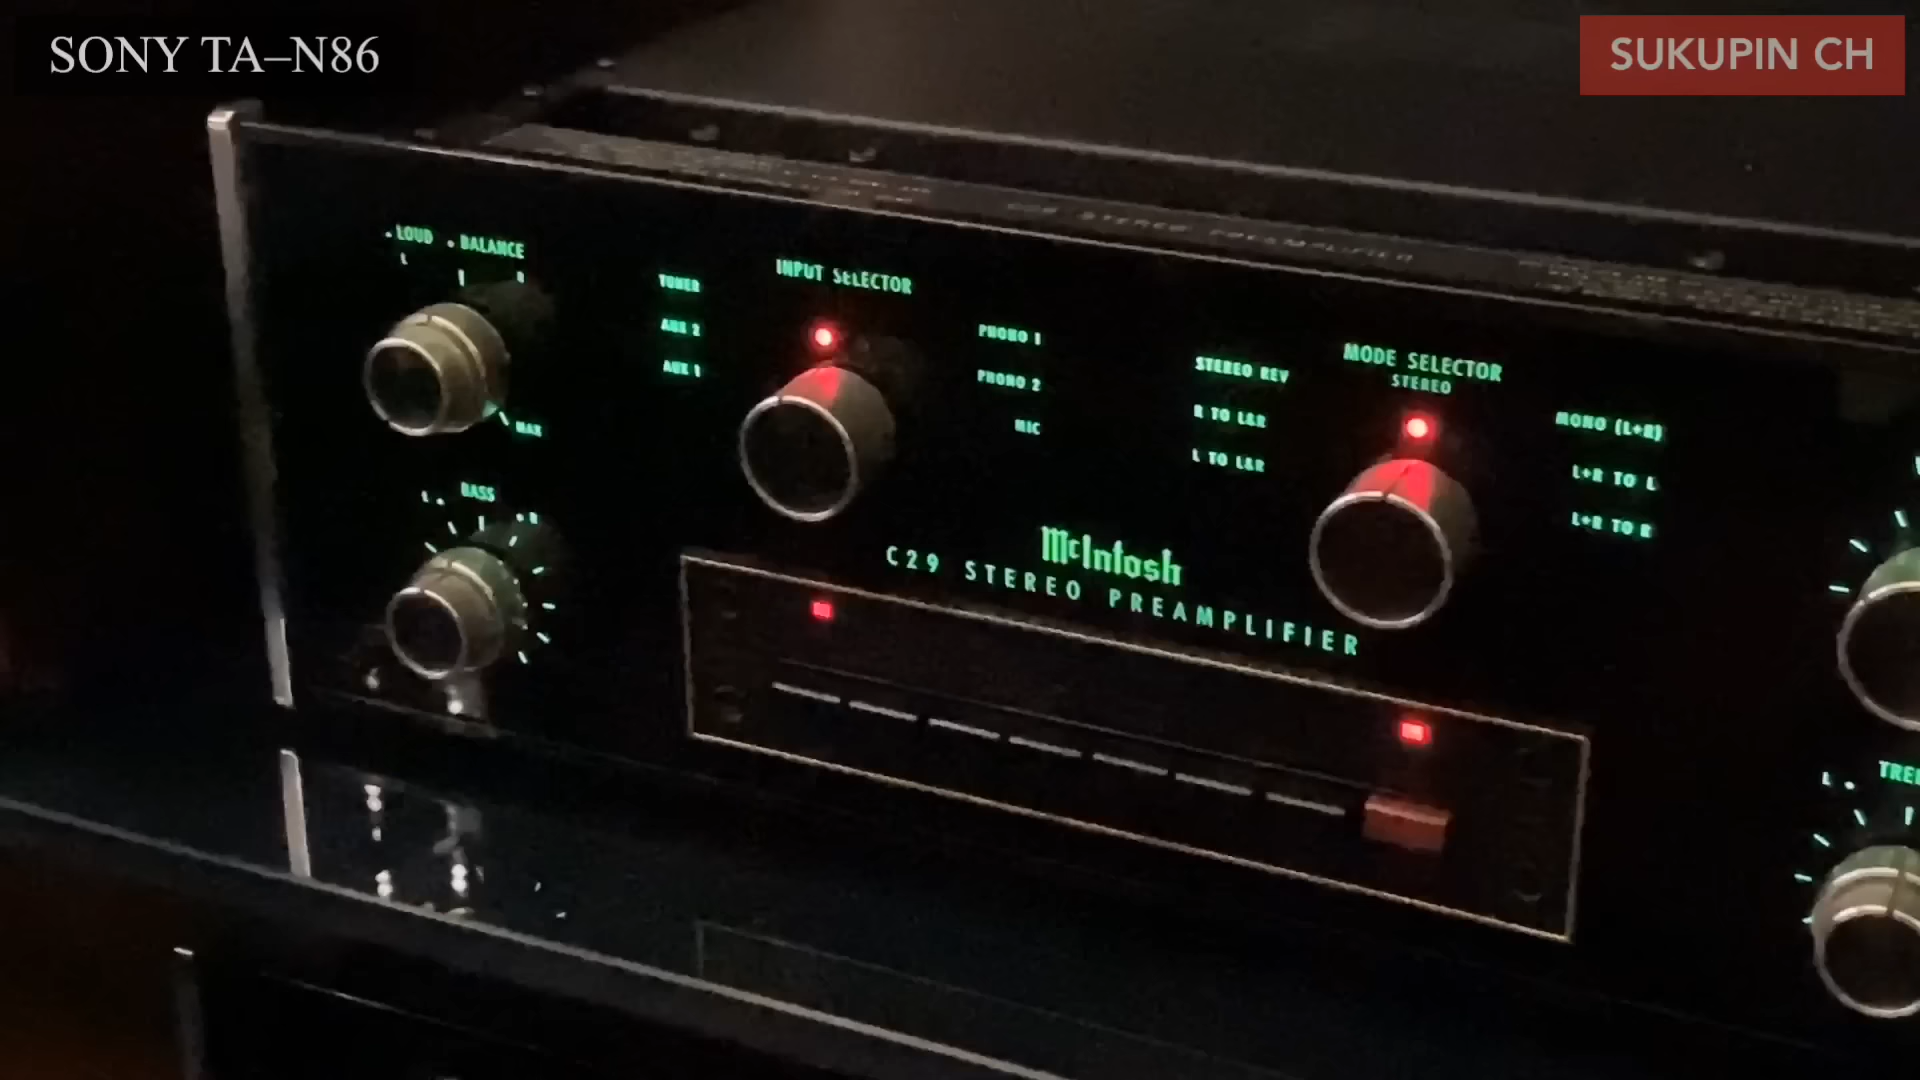 SONY TA–N86
SUKUPIN CH
LOUD BALANCE
L R
MAX
INPUT SELECTOR
TUNER
AUX 2
AUX 1
PHONO 1
PHONO 2
MIC
MODE SELECTOR
STEREO
STEREO REV
R TO L&R
L TO L&R
MONO (L+R)
L+R TO L
L+R TO R
L BASS R
McIntosh
C29 STEREO PREAMPLIFIER
L